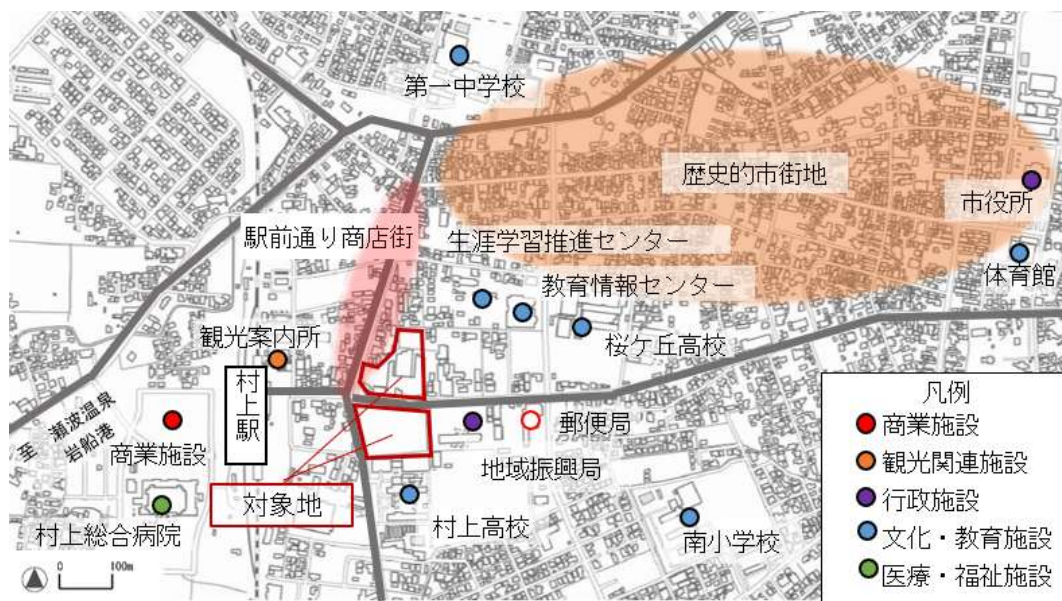 第一中学校
歴史的市街地
市役所
駅前通り商店街
生涯学習推進センター
体育館
教育情報センター
観光案内所
桜ケ丘高校
村上駅
至 瀬波温泉
岩船港
商業施設
郵便局
地域振興局
対象地
村上総合病院
村上高校
南小学校
0 100m
凡例
商業施設
観光関連施設
行政施設
文化・教育施設
医療・福祉施設